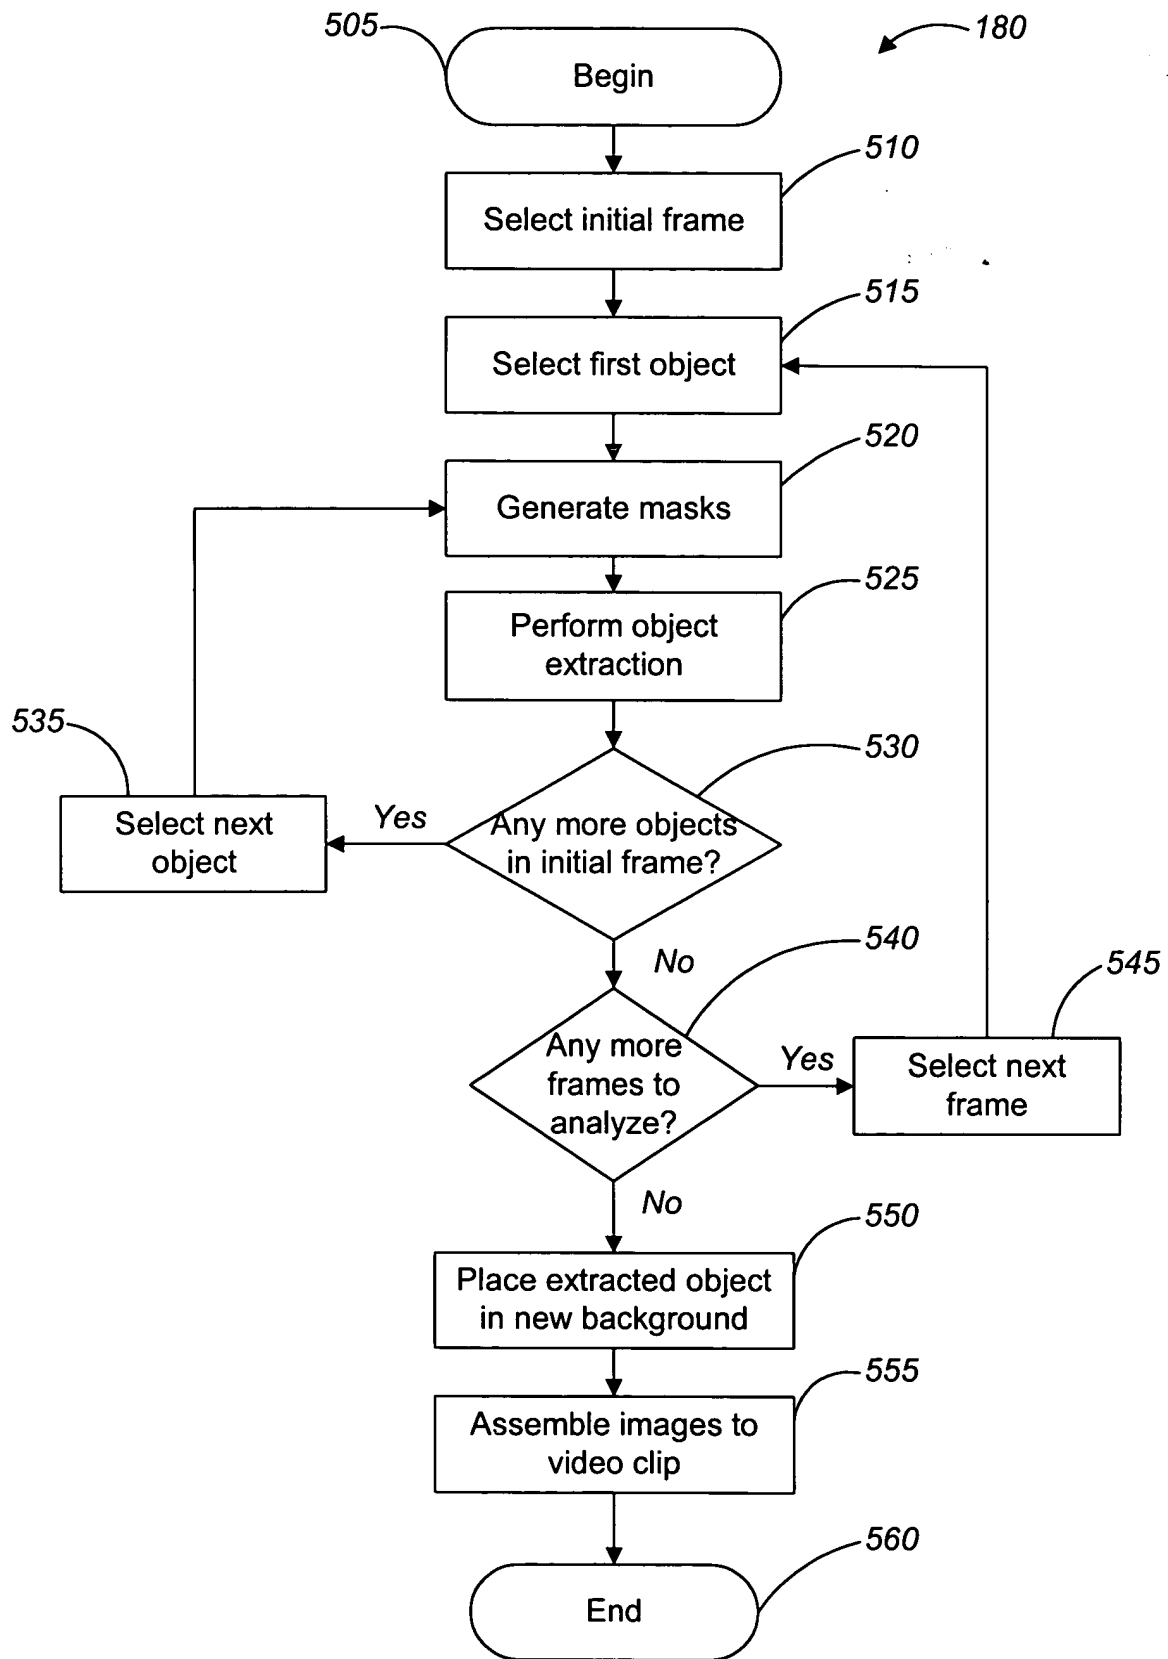 505
180
Begin
510
Select initial frame
515
Select first object
520
Generate masks
525
Perform object
extraction
535
530
Select next
object
Yes
Any more objects
in initial frame?
No
540
545
Any more
frames to
analyze?
Yes
Select next
frame
No
550
Place extracted object
in new background
555
Assemble images to
video clip
560
End